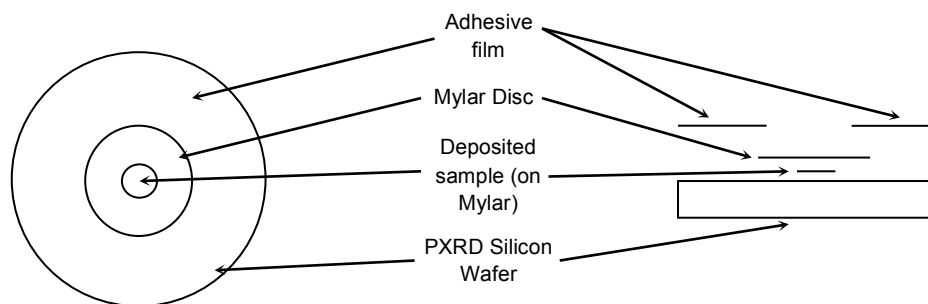 Adhesive
film
Mylar Disc
Deposited
sample (on
Mylar)
PXRD Silicon
Wafer